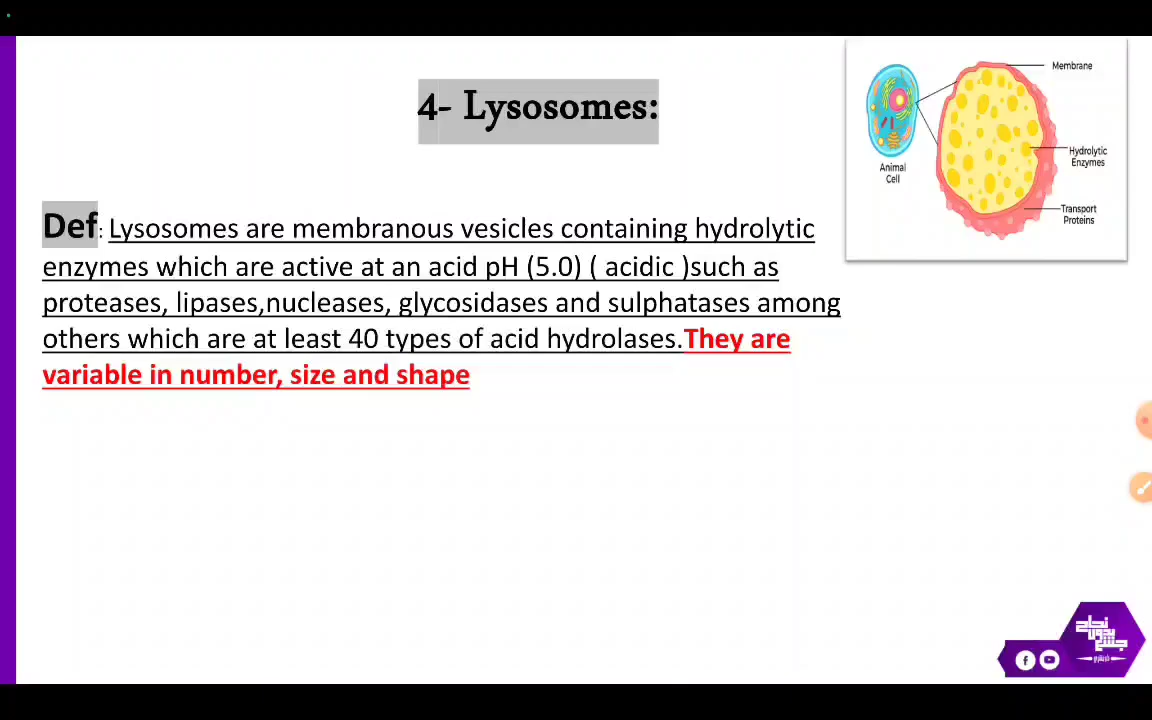 4- Lysosomes:
Membrane
Hydrolytic
Enzymes
Transport
Proteins
Animal
Cell
Def: Lysosomes are membranous vesicles containing hydrolytic
enzymes which are active at an acid pH (5.0) ( acidic )such as
proteases, lipases,nucleases, glycosidases and sulphatases among
others which are at least 40 types of acid hydrolases.They are
variable in number, size and shape
نجاح
بدون